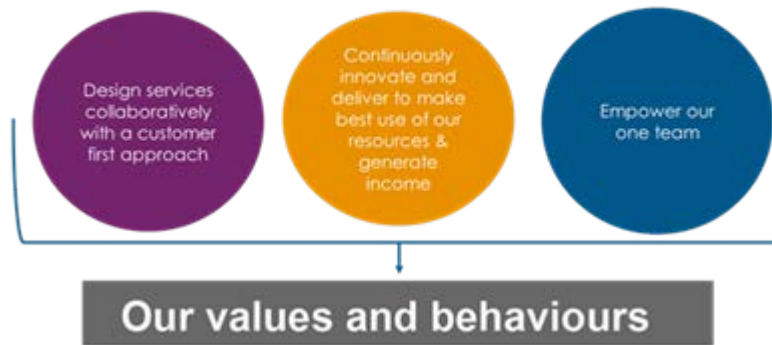 Design services
collaboratively
with a customer
first approach
Continuously
innovate and
deliver to make
best use of our
resources &
generate
income
Empower our
one team
Our values and behaviours